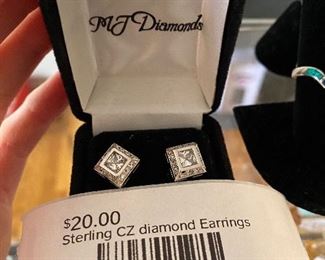 MJ Diamonds
$20.00
Sterling CZ diamond Earrings